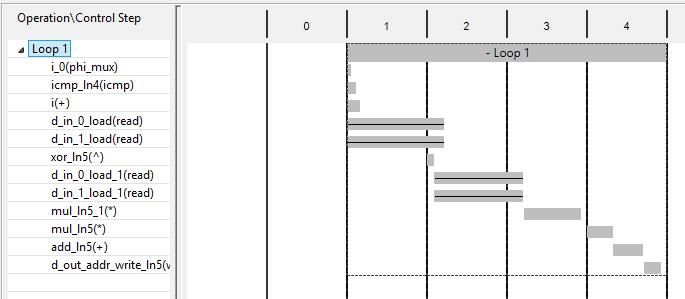 Operation\Control Step
0 1 2 3 4
Loop 1
- Loop 1
i_0(phi_mux)
icmp_ln4(icmp)
i(+)
d_in_0_load(read)
d_in_1_load(read)
xor_ln5(^)
d_in_0_load_1(read)
d_in_1_load_1(read)
mul_ln5_1(*)
mul_ln5(*)
add_ln5(+)
d_out_addr_write_ln5(w